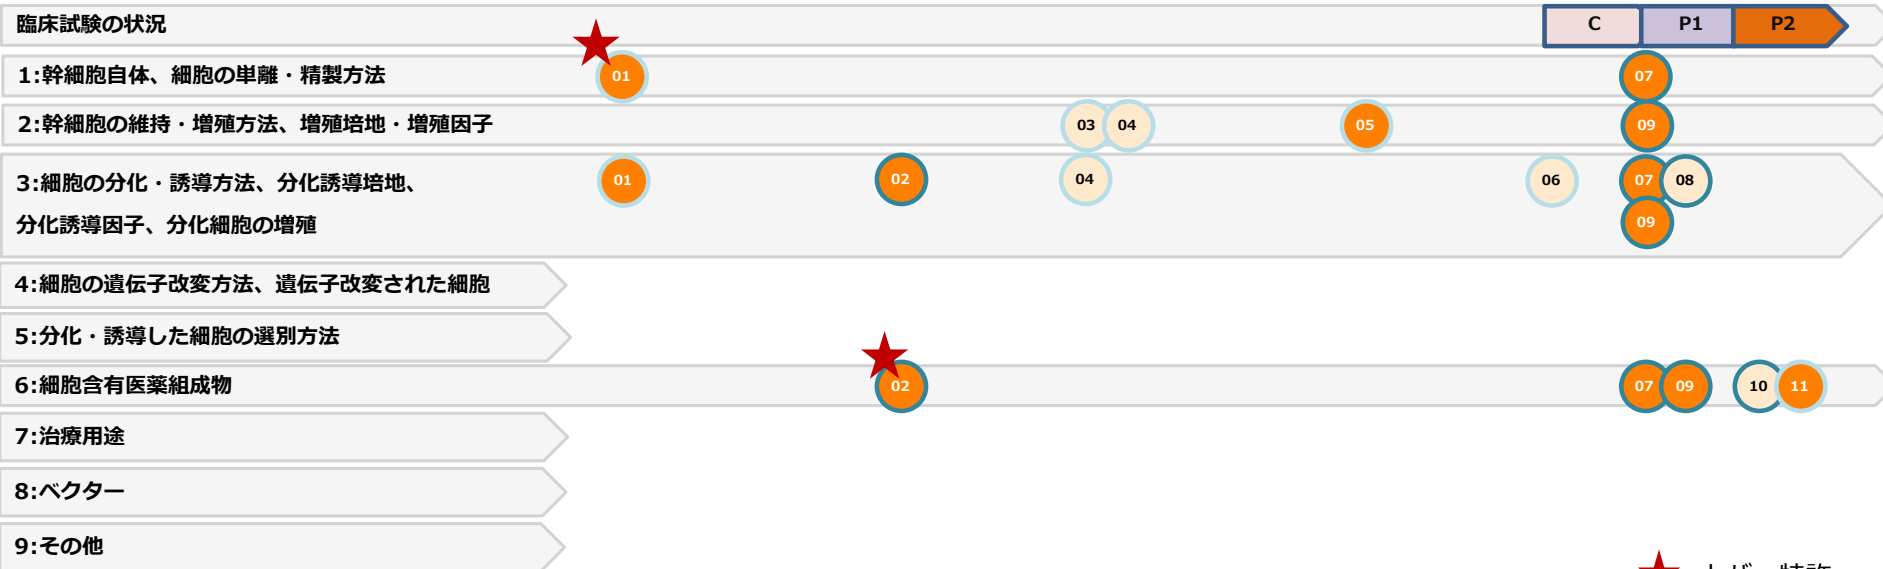 臨床試験の状況
C P1 P2
1:幹細胞自体、細胞の単離・精製方法
01 07
2:幹細胞の維持・増殖方法、増殖培地・増殖因子
03 04 05 09
3:細胞の分化・誘導方法、分化誘導培地、
01 02 04 06 07 08
分化誘導因子、分化細胞の増殖
09
4:細胞の遺伝子改変方法、遺伝子改変された細胞
5:分化・誘導した細胞の選別方法
6:細胞含有医薬組成物
02 07 09 10 11
7:治療用途
8:ベクター
9:その他